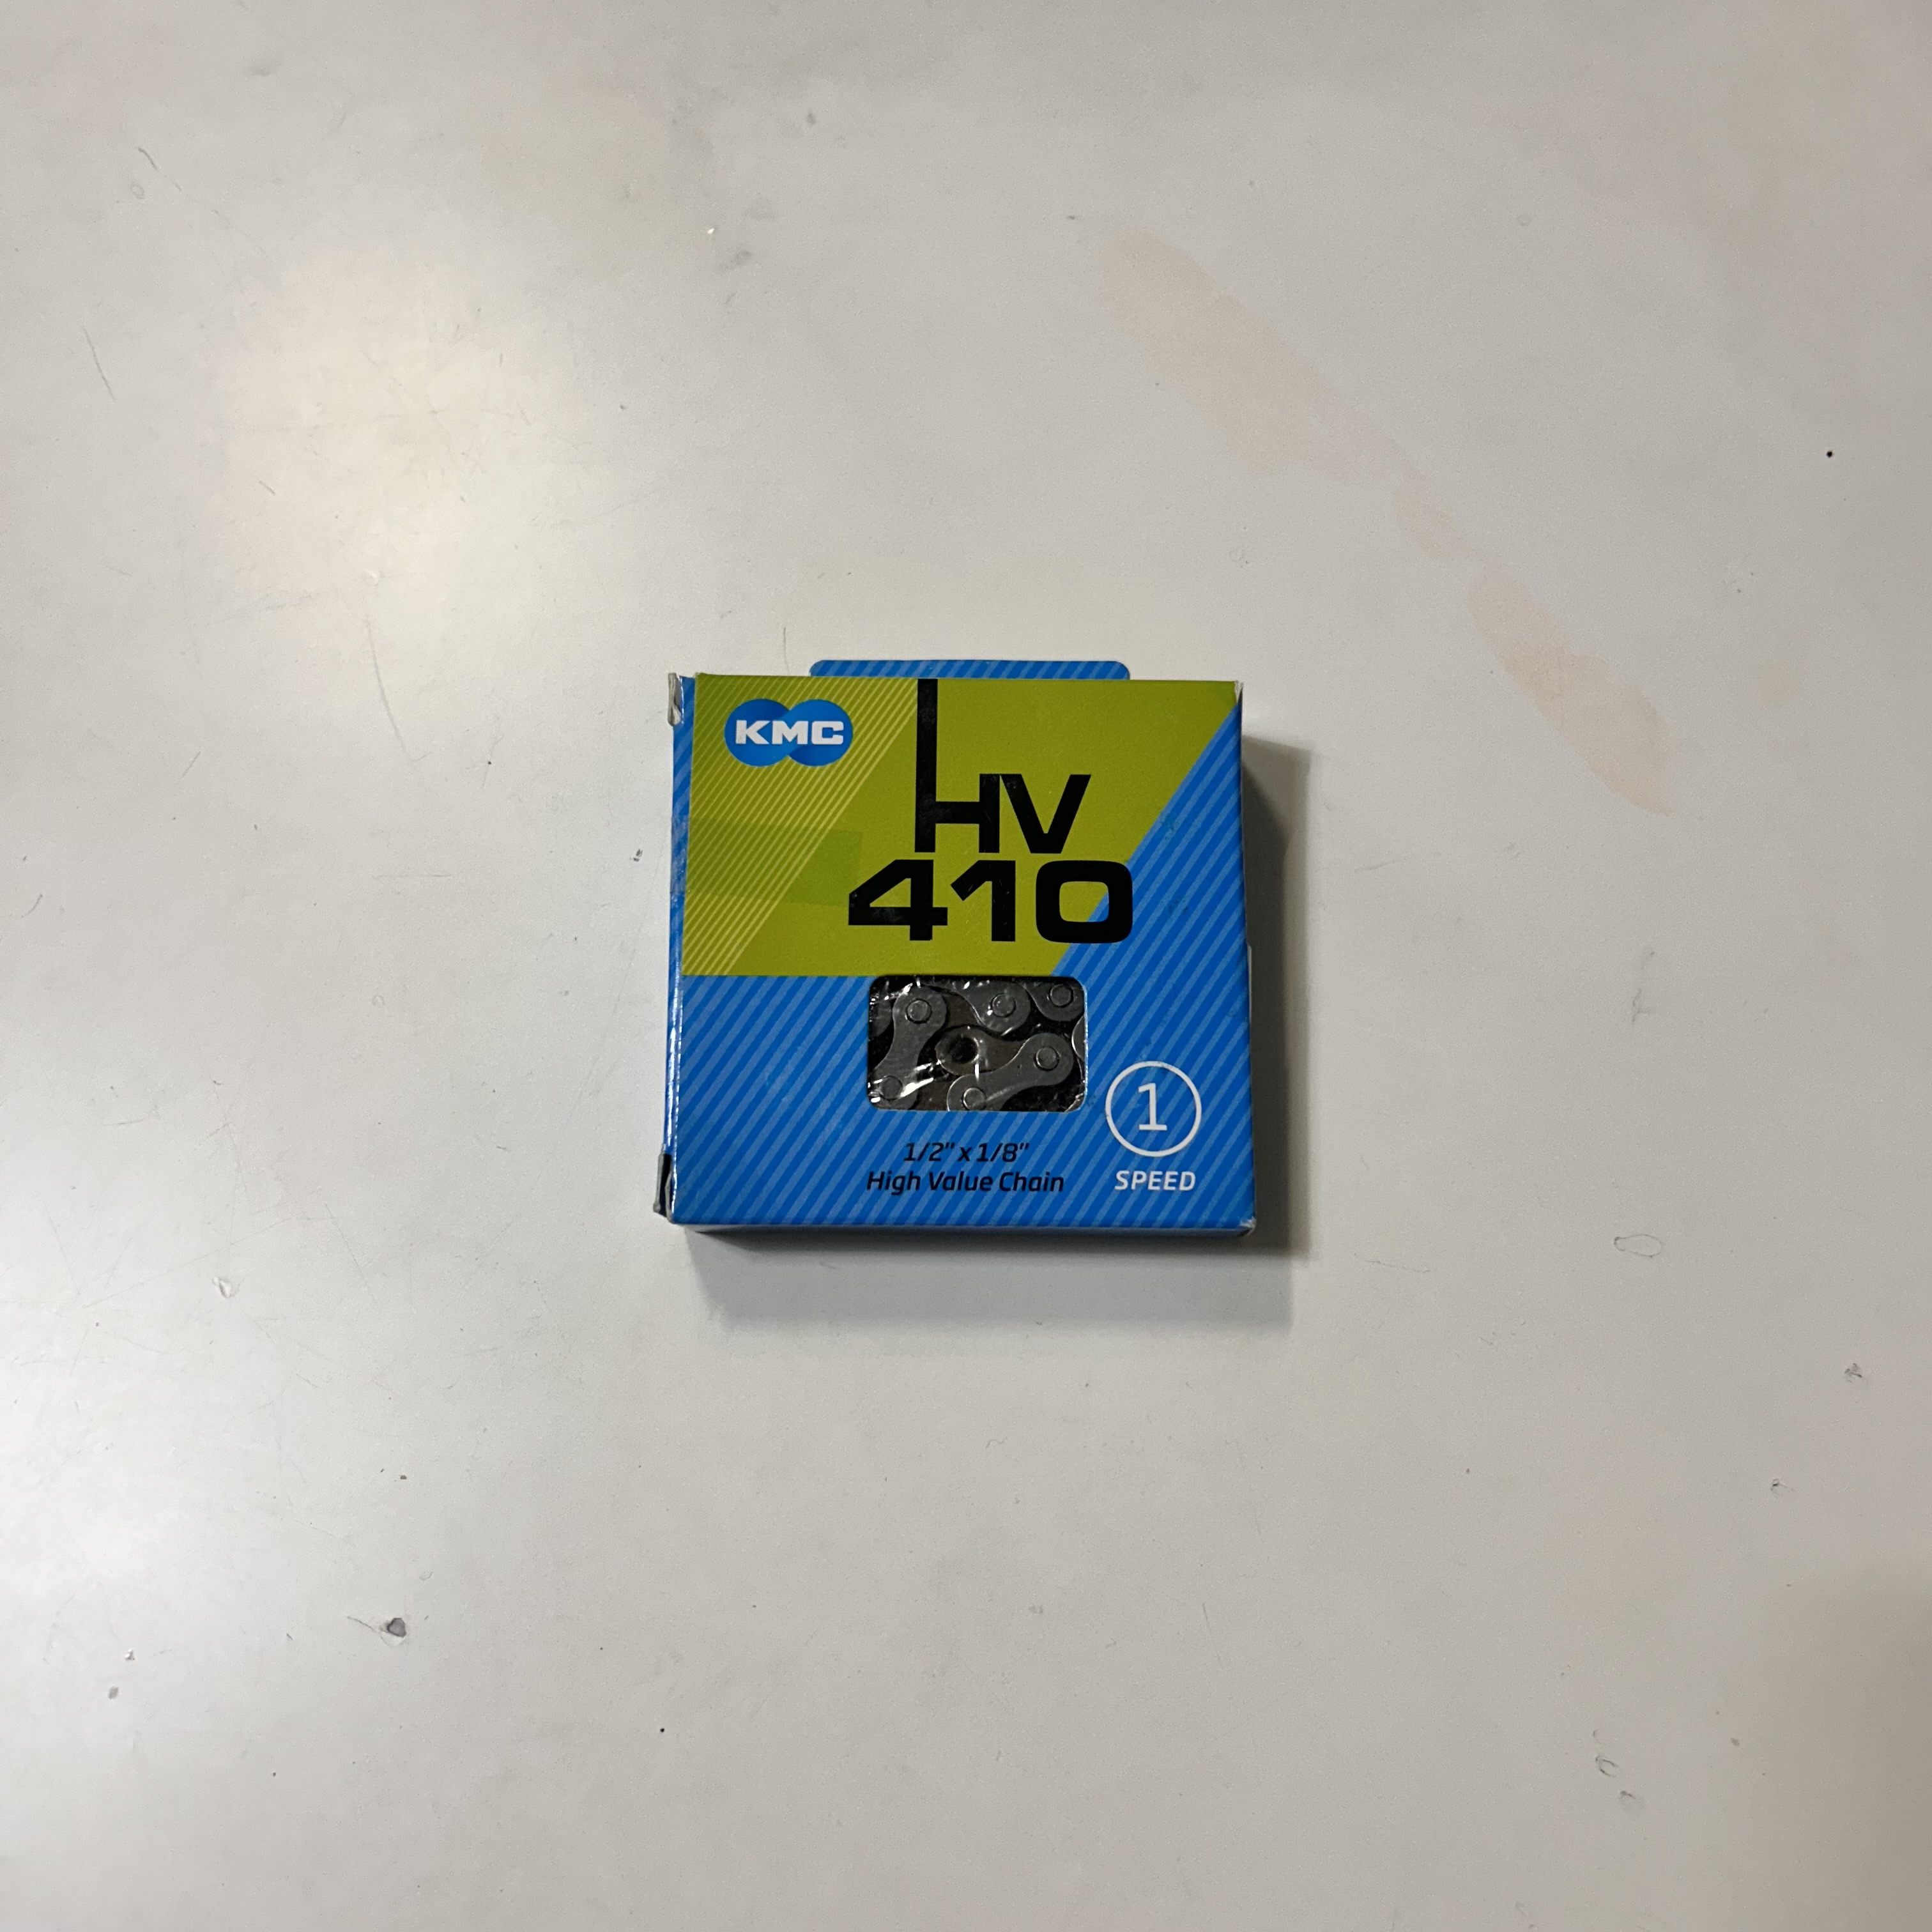 KMC
HV
410
1/2" x 1/8"
High Value Chain
1
SPEED